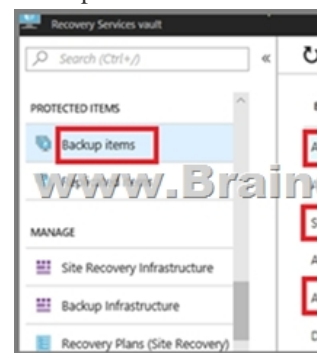 Recovery Services vault
Search (Ctrl+/)
PROTECTED ITEMS
Backup items
www.Brain
MANAGE
Site Recovery Infrastructure
Backup Infrastructure
Recovery Plans (Site Recovery)